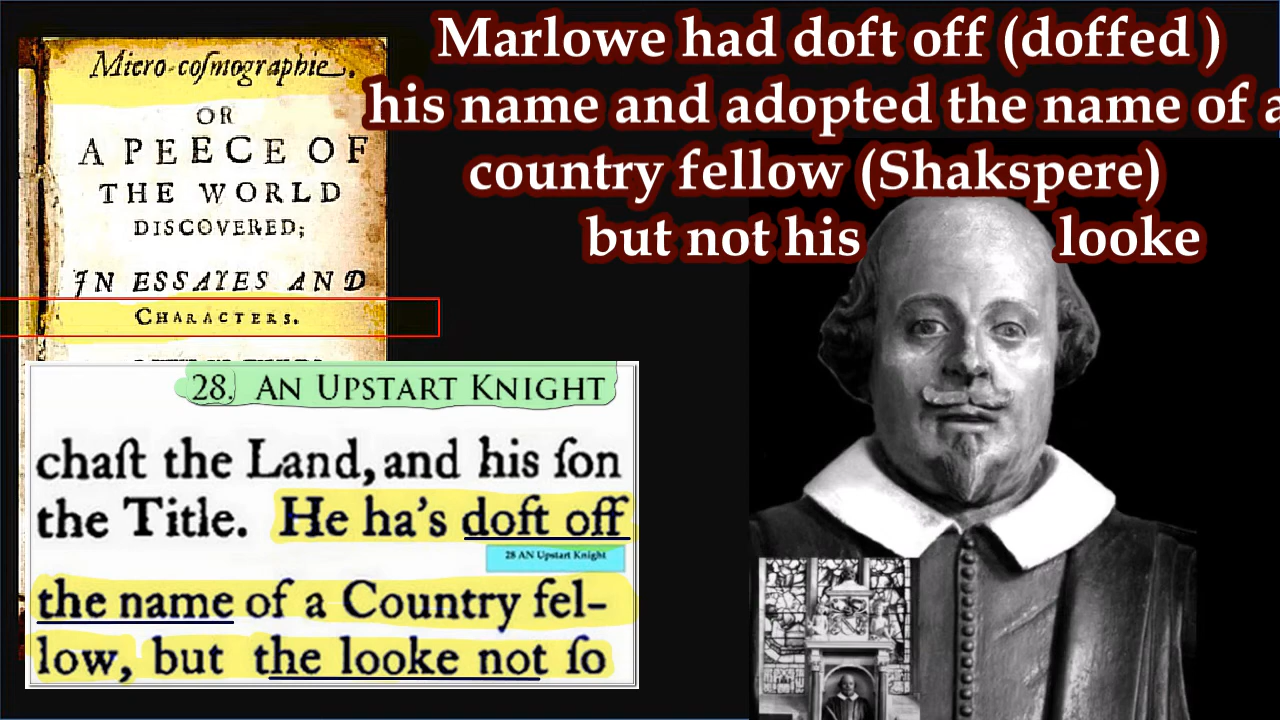 Marlowe had doft off (doffed )
his name and adopted the name of a
country fellow (Shakspere)
but not his looke
Micro-coſmographie.
OR
A PEECE OF
THE WORLD
DISCOVERED;
IN ESSAYES AND
CHARACTERS.
28. AN UPSTART KNIGHT
chaſt the Land, and his ſon
the Title. He ha's doft off
28 AN Upstart Knight
the name of a Country fel-
low, but the looke not ſo